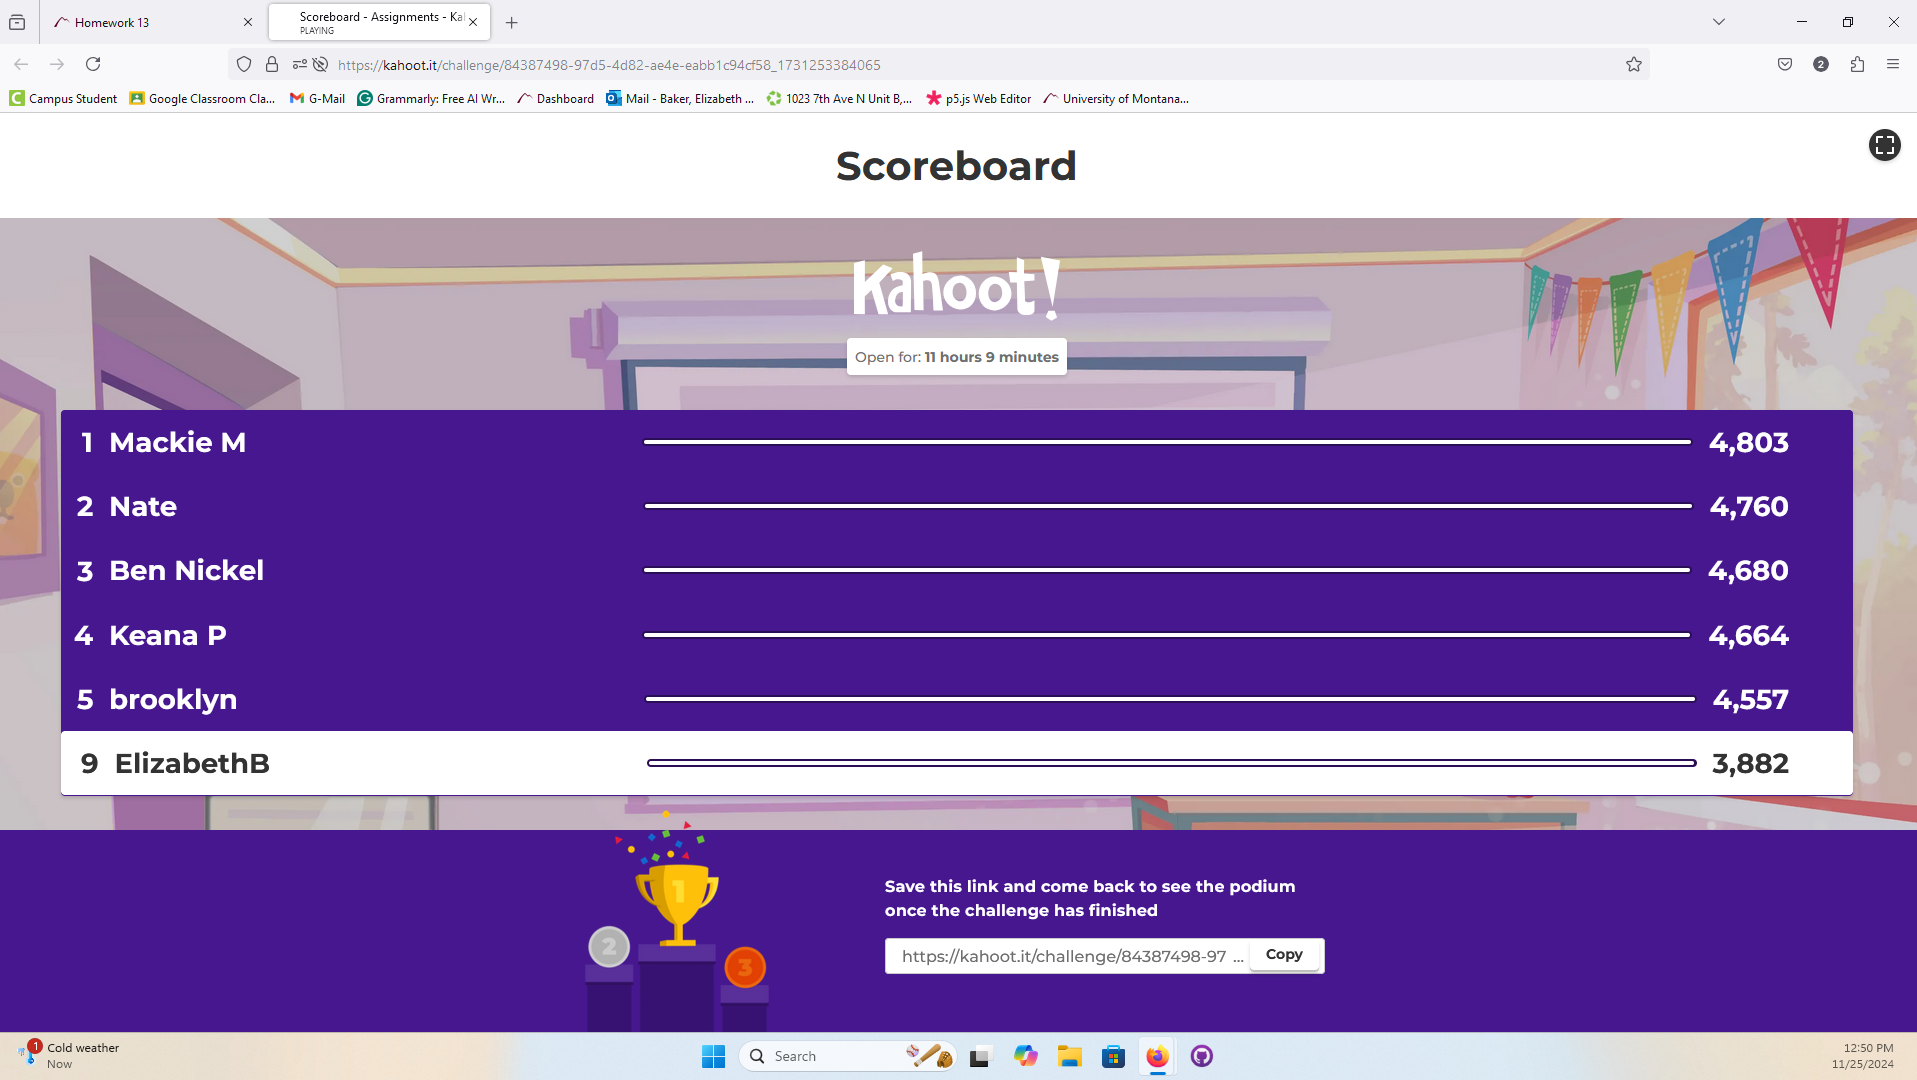 Homework 13
Scoreboard - Assignments - Ka
PLAYING
https://kahoot.it/challenge/84387498-97d5-4d82-ae4e-eabb1c94cf58_1731253384065
2
Campus Student
Google Classroom Cla...
G-Mail
Grammarly: Free AI Wr...
Dashboard
Mail - Baker, Elizabeth ...
1023 7th Ave N Unit B,...
p5.js Web Editor
University of Montana...
Scoreboard
Kahoot!
Open for: 11 hours 9 minutes
1 Mackie M 4,803
2 Nate 4,760
3 Ben Nickel 4,680
4 Keana P 4,664
5 brooklyn 4,557
9 ElizabethB 3,882
1
2
3
Save this link and come back to see the podium
once the challenge has finished
https://kahoot.it/challenge/84387498-97 ...
Copy
1
Cold weather
Now
Search
12:50 PM
11/25/2024